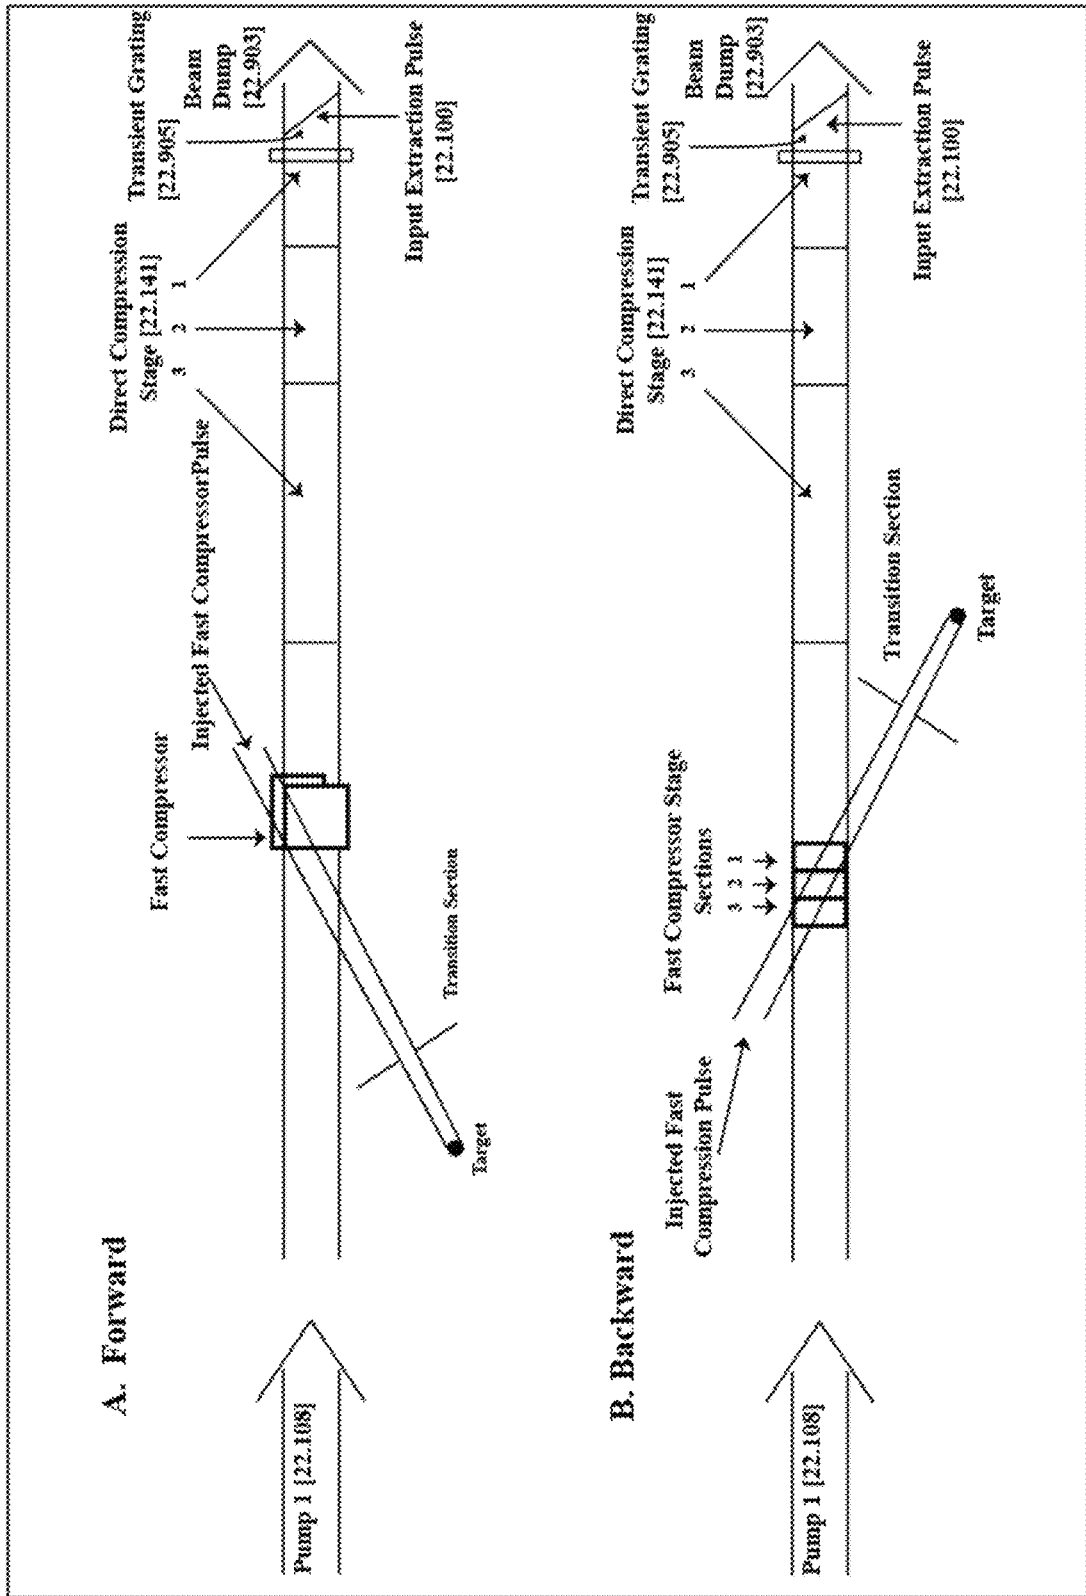 A. Forward
Pump 1 [22.108]
Target
Transition Section
Fast Compressor
Injected Fast CompressorPulse
Direct Compression
Stage [22.141]
3 2 1
Transient Grating
[22.905]
Beam
Dump
[22.903]
Input Extraction Pulse
[22.100]
B. Backward
Pump 1 [22.108]
Injected Fast
Compression Pulse
Fast Compressor Stage
Sections
3 2 1
Transition Section
Target
Direct Compression
Stage [22.141]
3 2 1
Transient Grating
[22.905]
Beam
Dump
[22.903]
Input Extraction Pulse
[22.100]